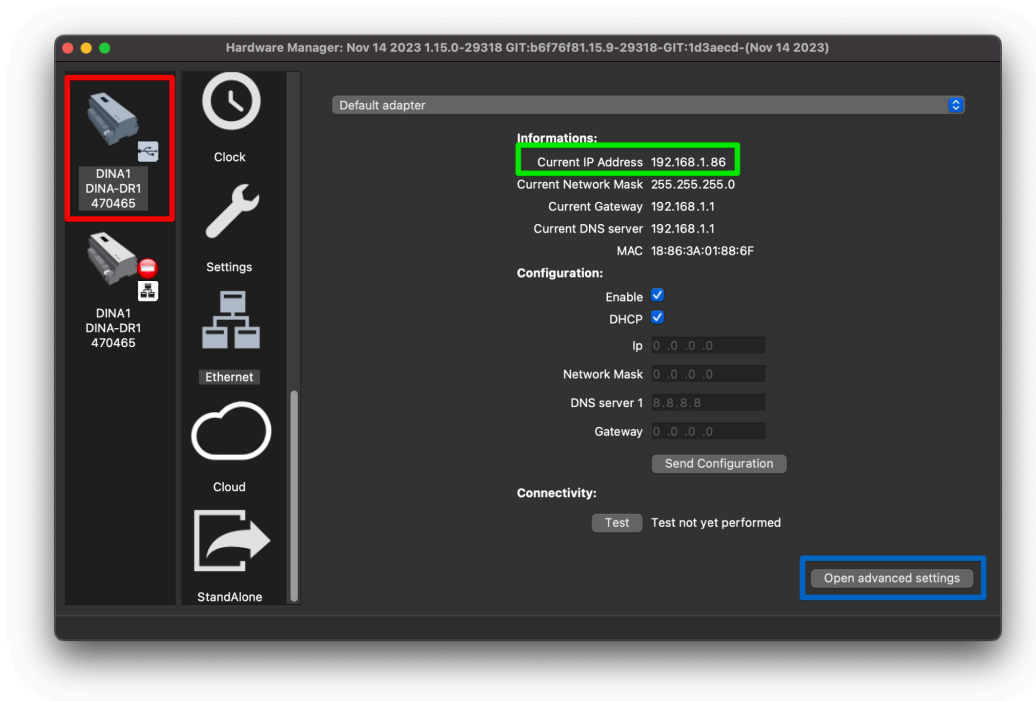 Hardware Manager: Nov 14 2023 1.15.0-29318 GIT:b6f76f81.15.9-29318-GIT:1d3aecd-(Nov 14 2023)
DINA1
DINA-DR1
470465
DINA1
DINA-DR1
470465
Clock
Settings
Ethernet
Cloud
StandAlone
Default adapter
Informations:
Current IP Address 192.168.1.86
Current Network Mask 255.255.255.0
Current Gateway 192.168.1.1
Current DNS server 192.168.1.1
MAC 18:86:3A:01:88:6F
Configuration:
Enable
DHCP
Ip 0 .0 .0 .0
Network Mask 0 .0 .0 .0
DNS server 1 8.8.8.8
Gateway 0 .0 .0 .0
Send Configuration
Connectivity:
Test Test not yet performed
Open advanced settings